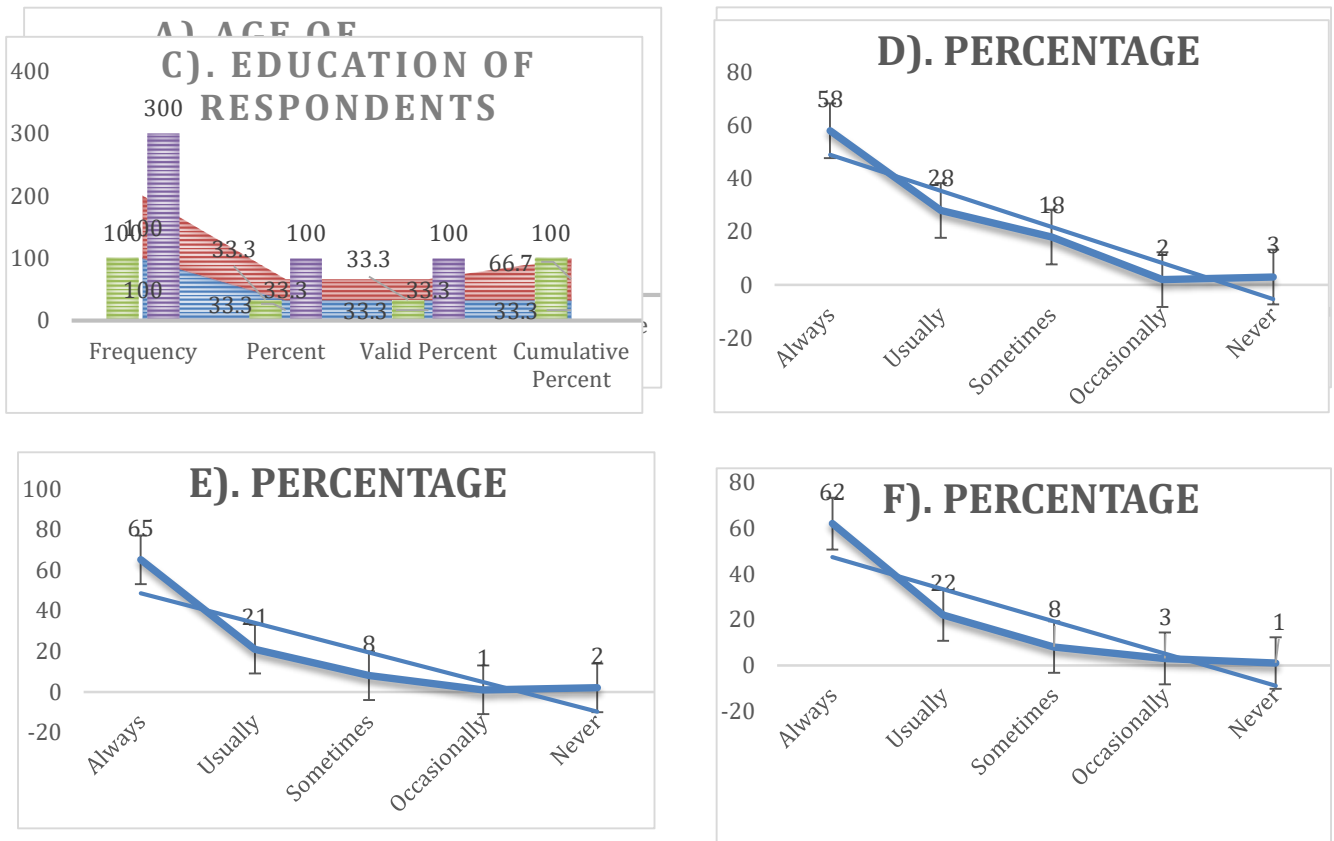 A). AGE OF
C). EDUCATION OF
RESPONDENTS
400
300
200
100
0
300
100
100
100
33.3
33.3
33.3
100
33.3
33.3
33.3
100
100
66.7
33.3
Frequency
Percent
Valid Percent
Cumulative
Percent
e
D). PERCENTAGE
80
60
40
20
0
-20
58
28
18
2
3
Always
Usually
Sometimes
Occasionally
Never
E). PERCENTAGE
100
80
60
40
20
0
-20
65
21
8
1
2
Always
Usually
Sometimes
Occasionally
Never
F). PERCENTAGE
80
60
40
20
0
-20
62
22
8
3
1
Always
Usually
Sometimes
Occasionally
Never